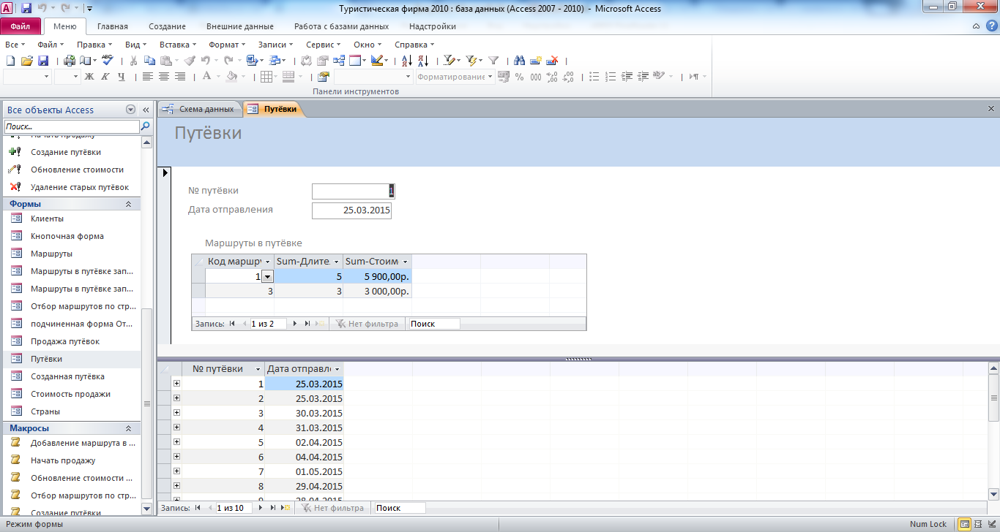 Туристическая фирма 2010 : база данных (Access 2007 - 2010) - Microsoft Access
Файл Меню Главная Создание Внешние данные Работа с базами данных Надстройки
Все Файл Правка Вид Вставка Формат Записи Сервис Окно Справка
Ж К Ч Форматирование % 000
Панели инструментов
Все объекты Access
Поиск...
Начать продажу
Создание путёвки
Обновление стоимости
Удаление старых путёвок
Формы
Клиенты
Кнопочная форма
Маршруты
Маршруты в путёвке зап...
Маршруты в путёвке зап...
Отбор маршрутов по стр...
подчиненная форма От...
Продажа путёвок
Путёвки
Созданная путёвка
Стоимость продажи
Страны
Макросы
Добавление маршрута в ...
Начать продажу
Обновление стоимости ...
Отбор маршрутов по стр...
Создание путёвки
Схема данных Путёвки
Путёвки
№ путёвки 1
Дата отправления 25.03.2015
Маршруты в путёвке
Код маршру Sum-Длите. Sum-Стоим
1 5 5 900,00р.
3 3 3 000,00р.
Запись: 1 из 2 Нет фильтра Поиск
№ путёвки Дата отправл
1 25.03.2015
2 25.03.2015
3 30.03.2015
4 31.03.2015
5 02.04.2015
6 04.04.2015
7 01.05.2015
8 29.04.2015
9 28.04.2015
Запись: 1 из 10 Нет фильтра Поиск
Режим формы Num Lock